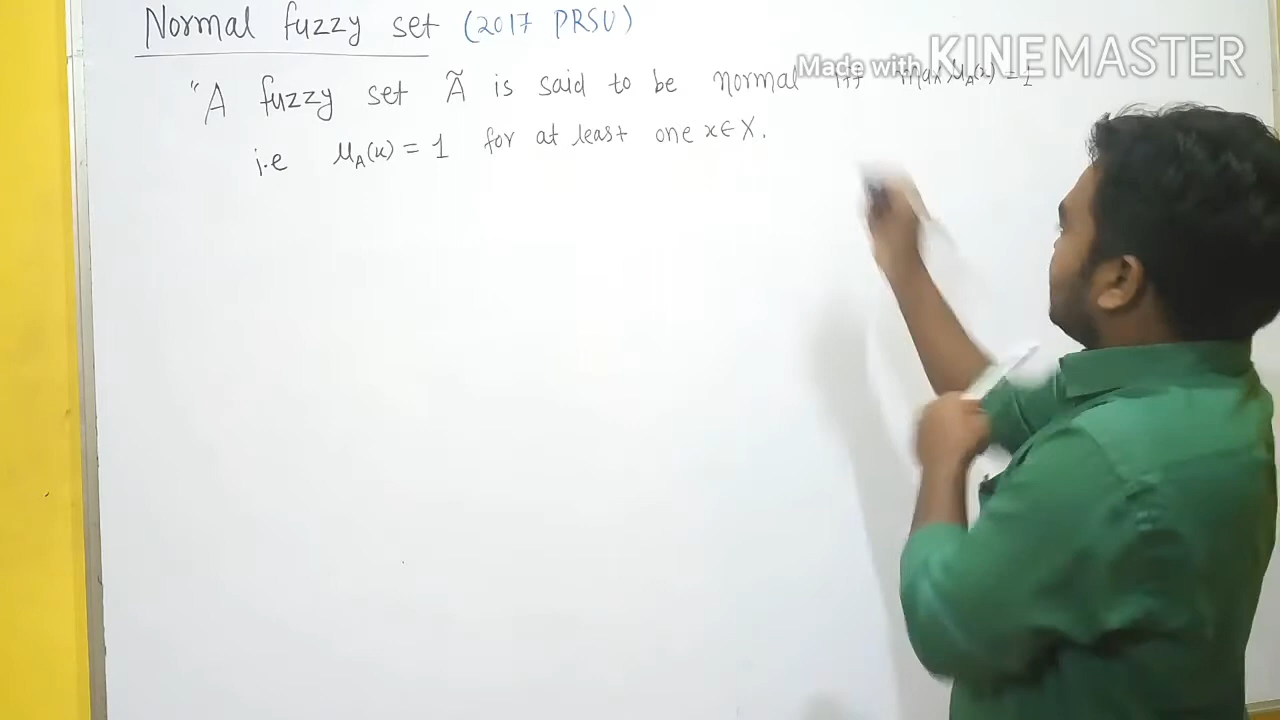 Normal fuzzy set (2017 PRSU)
Made with KINEMASTER
"A fuzzy set Ã is said to be normal iff max μ_A(x) = 1
i.e μ_A(x) = 1 for at least one x ∈ X.